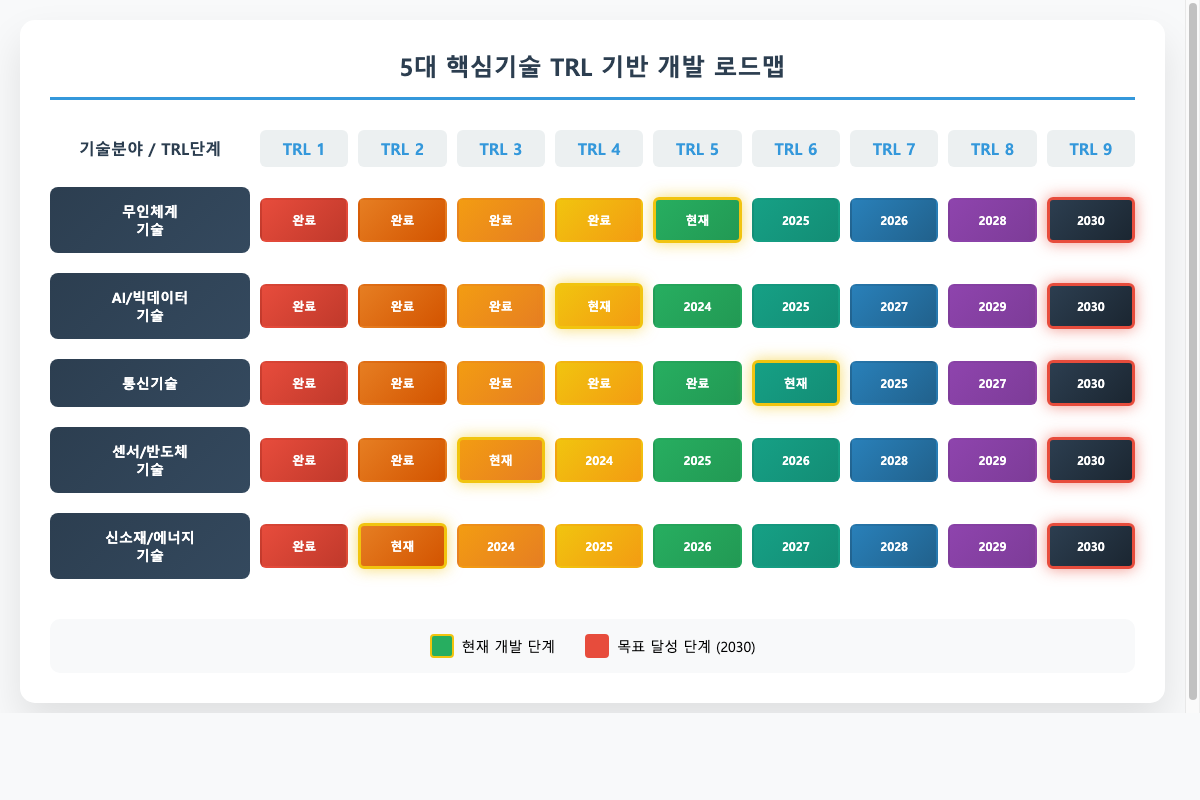 5대 핵심기술 TRL 기반 개발 로드맵
기술분야 / TRL단계 TRL 1 TRL 2 TRL 3 TRL 4 TRL 5 TRL 6 TRL 7 TRL 8 TRL 9
무인체계
기술
완료 완료 완료 완료 현재 2025 2026 2028 2030
AI/빅데이터
기술
완료 완료 완료 현재 2024 2025 2027 2029 2030
통신기술 완료 완료 완료 완료 완료 현재 2025 2027 2030
센서/반도체
기술
완료 완료 현재 2024 2025 2026 2028 2029 2030
신소재/에너지
기술
완료 현재 2024 2025 2026 2027 2028 2029 2030
현재 개발 단계 목표 달성 단계 (2030)